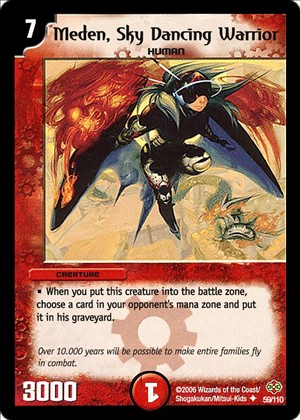 7
Meden, Sky Dancing Warrior
HUMAN
CREATURE
▪ When you put this creature into the battle zone,
choose a card in your opponent's mana zone and put
it in his graveyard.
Over 10,000 years will be possible to make entire families fly
in combat.
3000
1
©2006 Wizards of the Coast/
Shogakukan/Mitsui-Kids ✦ 59/110